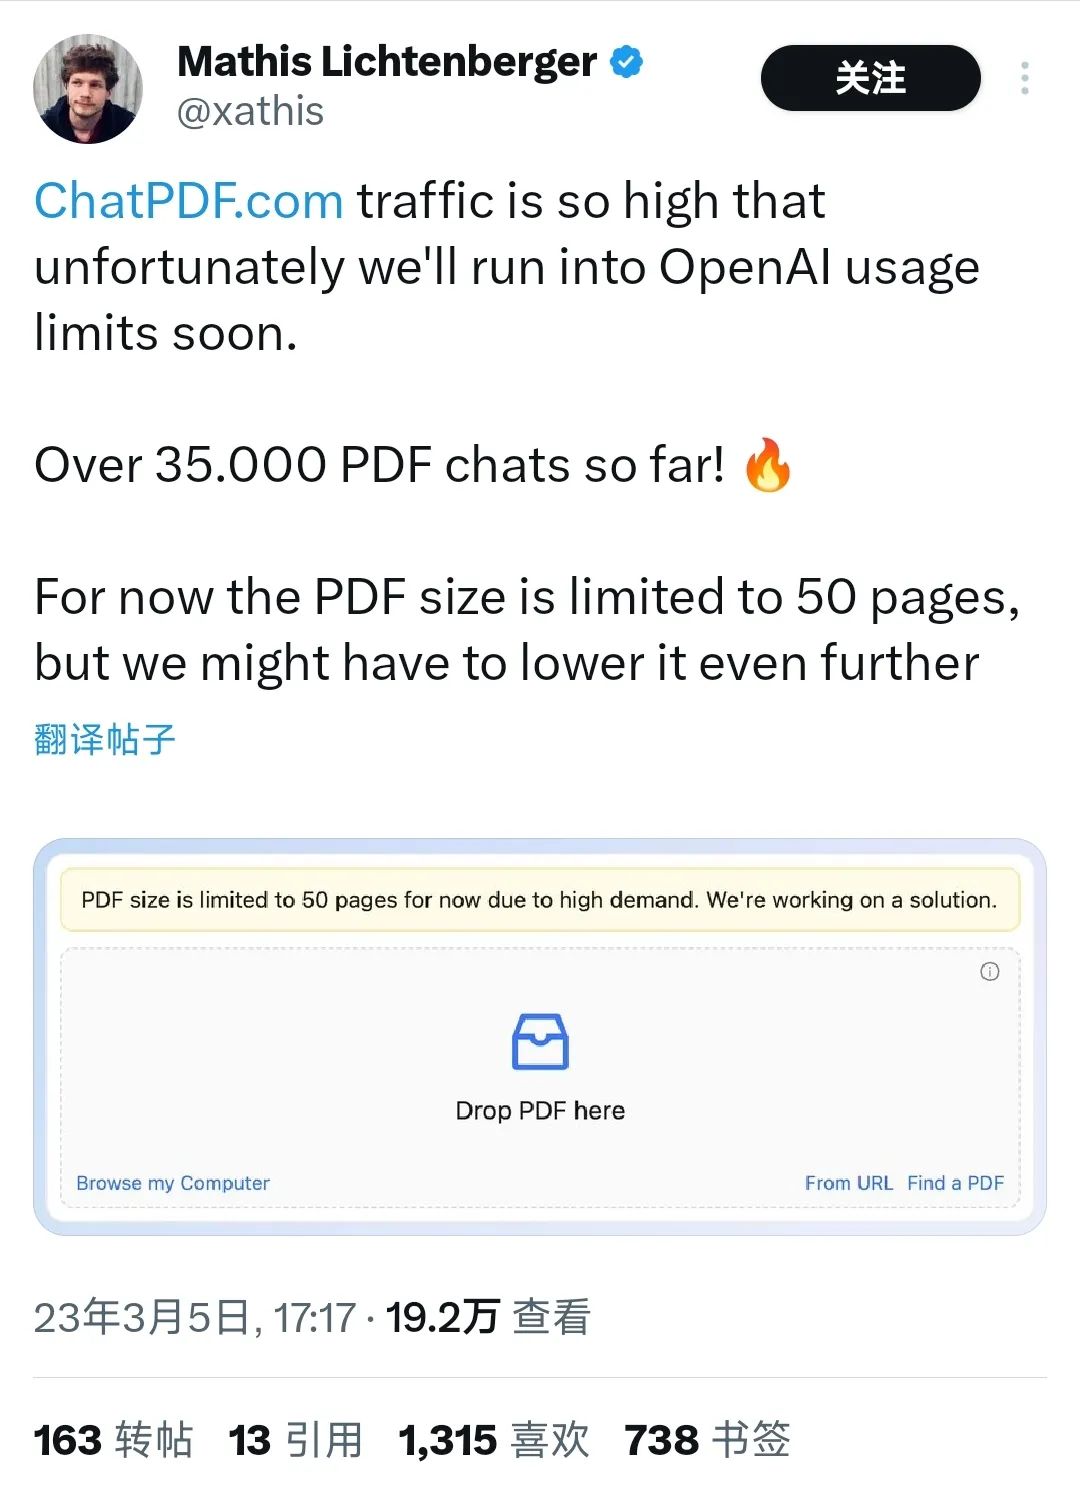 Mathis Lichtenberger
关注
@xathis
ChatPDF.com traffic is so high that
unfortunately we'll run into OpenAI usage
limits soon.
Over 35.000 PDF chats so far! 🔥
For now the PDF size is limited to 50 pages,
but we might have to lower it even further
翻译帖子
PDF size is limited to 50 pages for now due to high demand. We're working on a solution.
Drop PDF here
Browse my Computer
From URL Find a PDF
23年3月5日, 17:17 · 19.2万 查看
163 转帖 13 引用 1,315 喜欢 738 书签